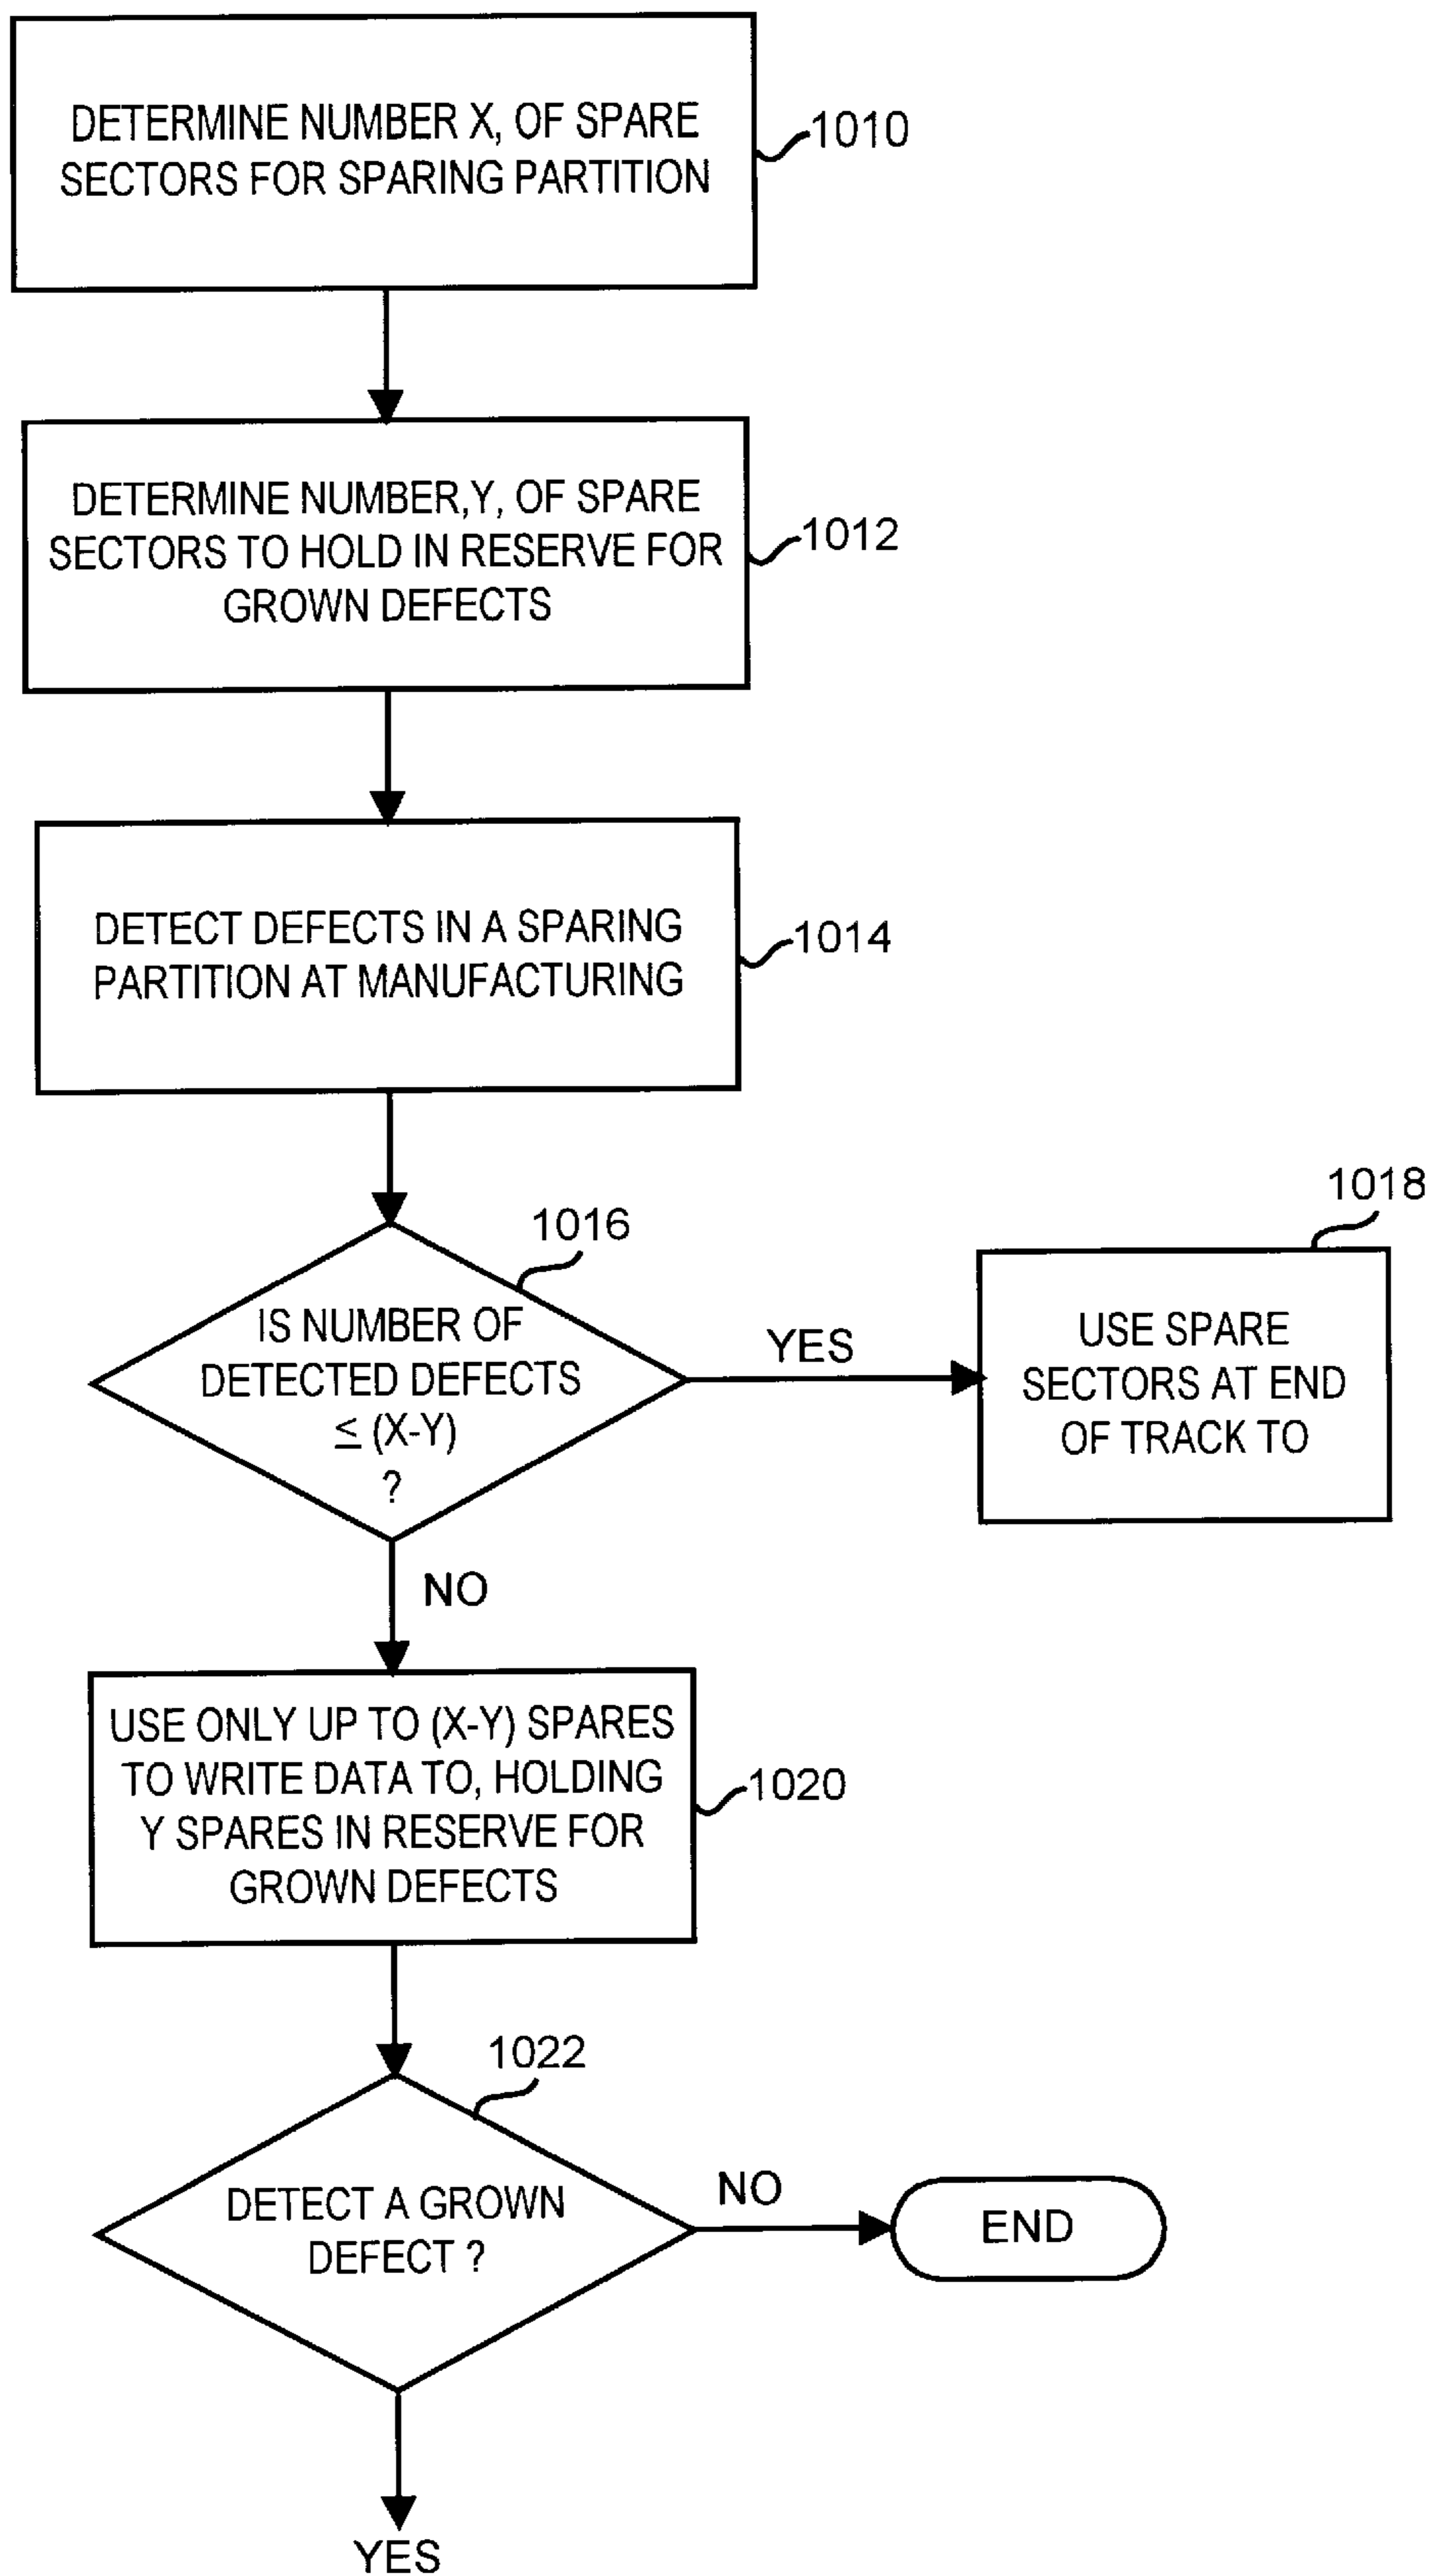 DETERMINE NUMBER X, OF SPARE
SECTORS FOR SPARING PARTITION
1010
DETERMINE NUMBER,Y, OF SPARE
SECTORS TO HOLD IN RESERVE FOR
GROWN DEFECTS
1012
DETECT DEFECTS IN A SPARING
PARTITION AT MANUFACTURING
1014
1016
IS NUMBER OF
DETECTED DEFECTS
≤ (X-Y)
?
YES
1018
USE SPARE
SECTORS AT END
OF TRACK TO
NO
USE ONLY UP TO (X-Y) SPARES
TO WRITE DATA TO, HOLDING
Y SPARES IN RESERVE FOR
GROWN DEFECTS
1020
1022
DETECT A GROWN
DEFECT ?
NO
END
YES